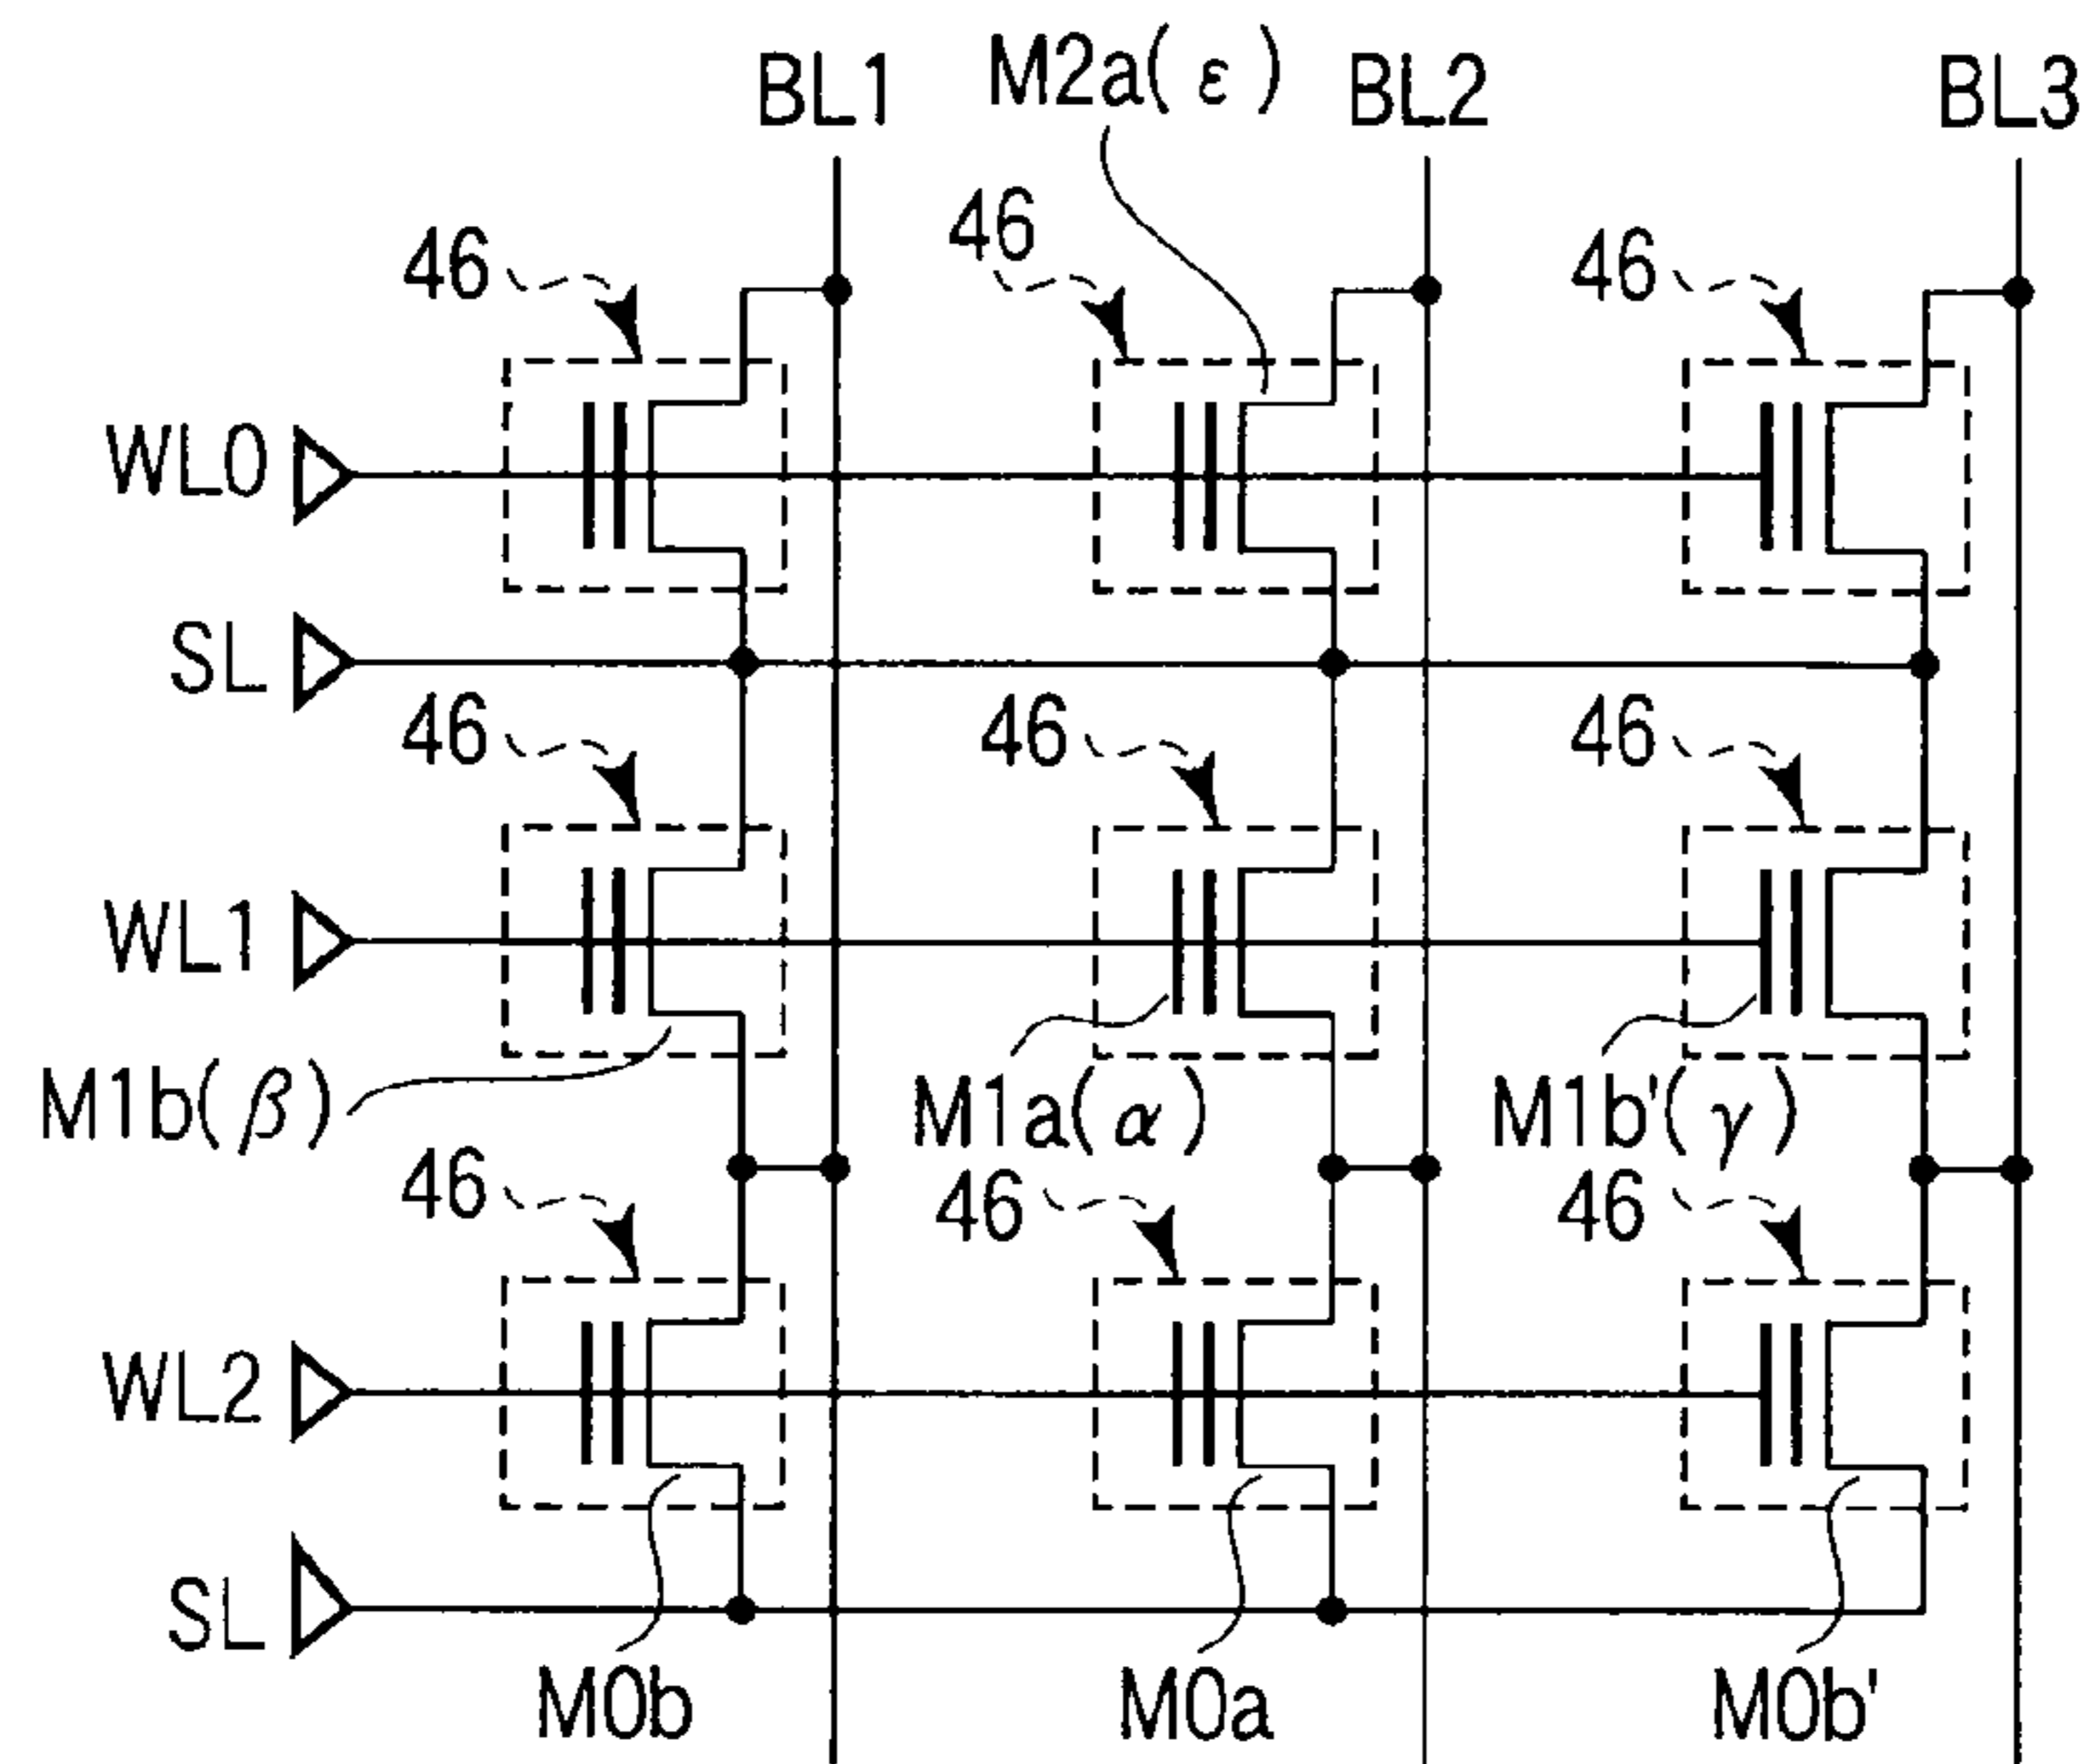 BL1 M2a(ε) BL2 BL3
46 46 46
WL0
SL
46 46 46
WL1
M1b(β) M1a(α) M1b'(γ)
46 46 46
WL2
SL
M0b M0a M0b'